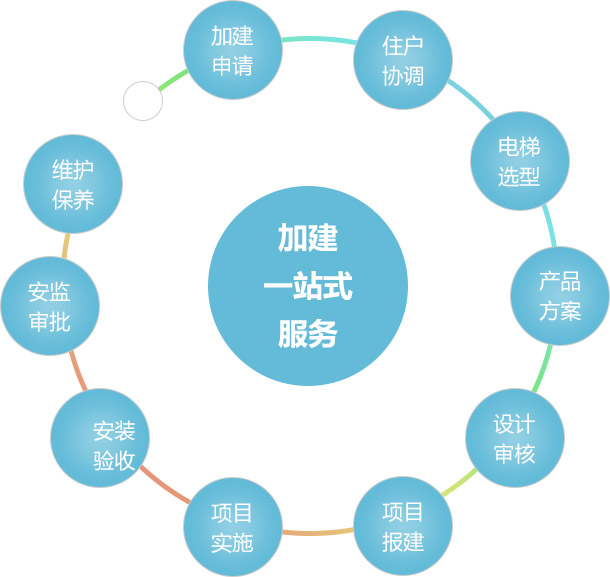 加建
申请
住户
协调
电梯
选型
产品
方案
设计
审核
项目
报建
项目
实施
安装
验收
安监
审批
维护
保养
加建
一站式
服务